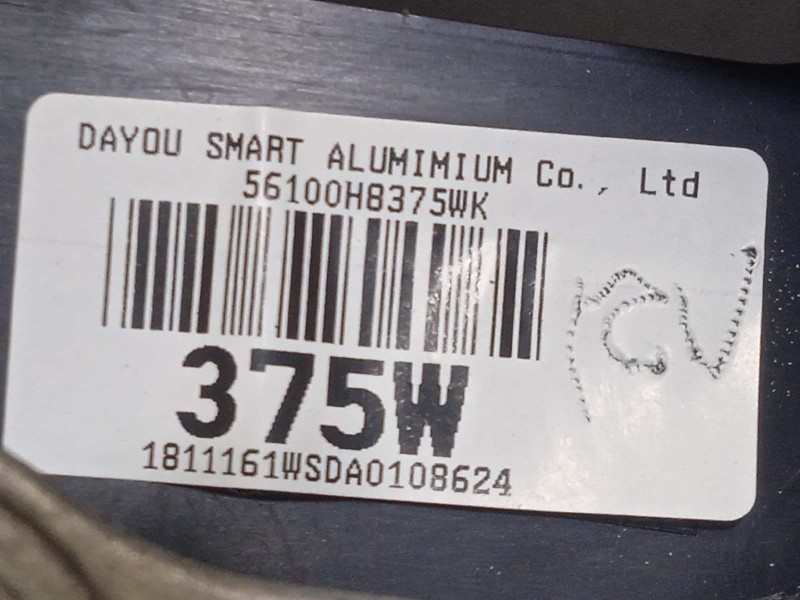 DAYOU SMART ALUMIMIUM Co., Ltd
56100H8375WK
375W
1811161WSDA0108624